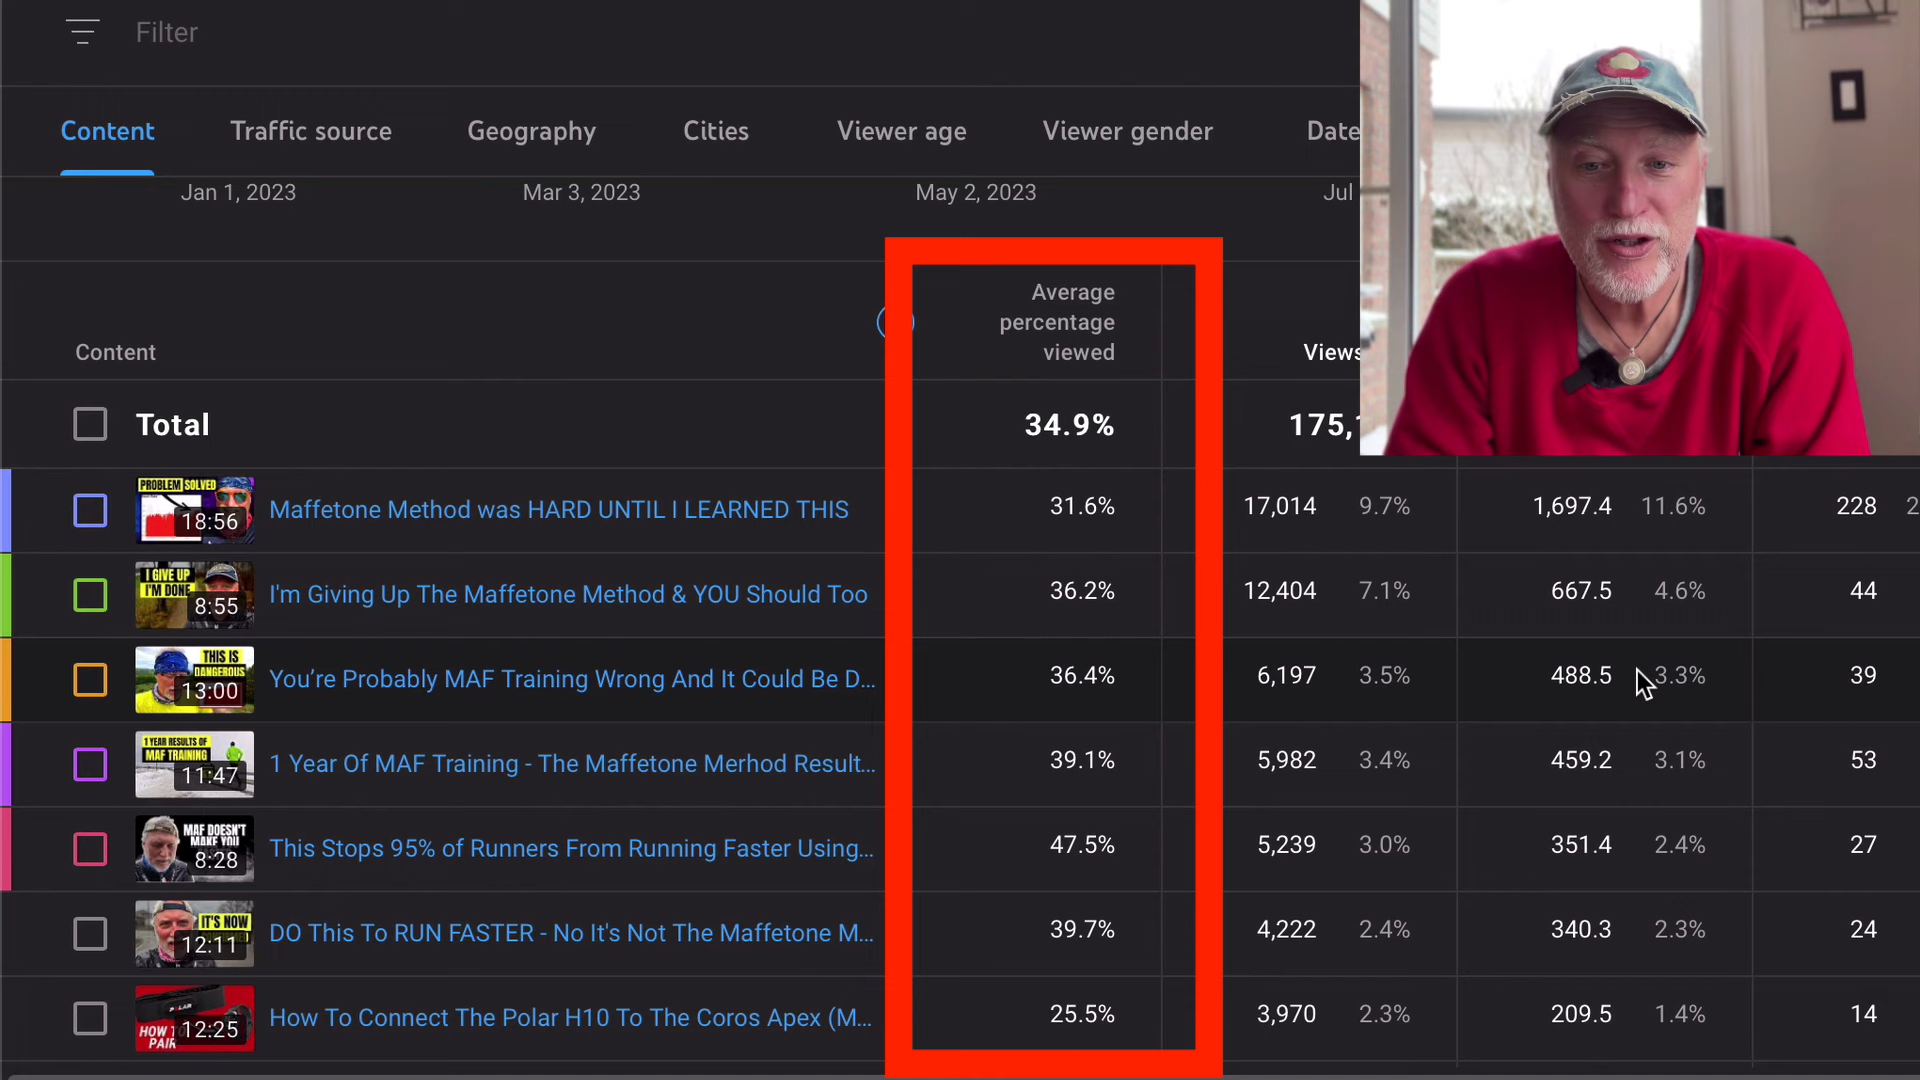 Filter
Content Traffic source Geography Cities Viewer age Viewer gender Date
Jan 1, 2023 Mar 3, 2023 May 2, 2023 Jul
Content
Average
percentage
viewed
Views
Total 34.9% 175,
PROBLEM SOLVED
18:56
Maffetone Method was HARD UNTIL I LEARNED THIS 31.6% 17,014 9.7% 1,697.4 11.6% 228 2
I GIVE UP
I'M DONE
8:55
I'm Giving Up The Maffetone Method & YOU Should Too 36.2% 12,404 7.1% 667.5 4.6% 44
THIS IS
DANGEROUS
13:00
You’re Probably MAF Training Wrong And It Could Be D... 36.4% 6,197 3.5% 488.5 3.3% 39
1 YEAR RESULTS OF
MAF TRAINING
11:47
1 Year Of MAF Training - The Maffetone Merhod Result... 39.1% 5,982 3.4% 459.2 3.1% 53
MAF DOESN'T
MAKE YOU
8:28
This Stops 95% of Runners From Running Faster Using... 47.5% 5,239 3.0% 351.4 2.4% 27
IT'S NOW
12:11
DO This To RUN FASTER - No It's Not The Maffetone M... 39.7% 4,222 2.4% 340.3 2.3% 24
POLAR
HOW
PAIR
12:25
How To Connect The Polar H10 To The Coros Apex (M... 25.5% 3,970 2.3% 209.5 1.4% 14